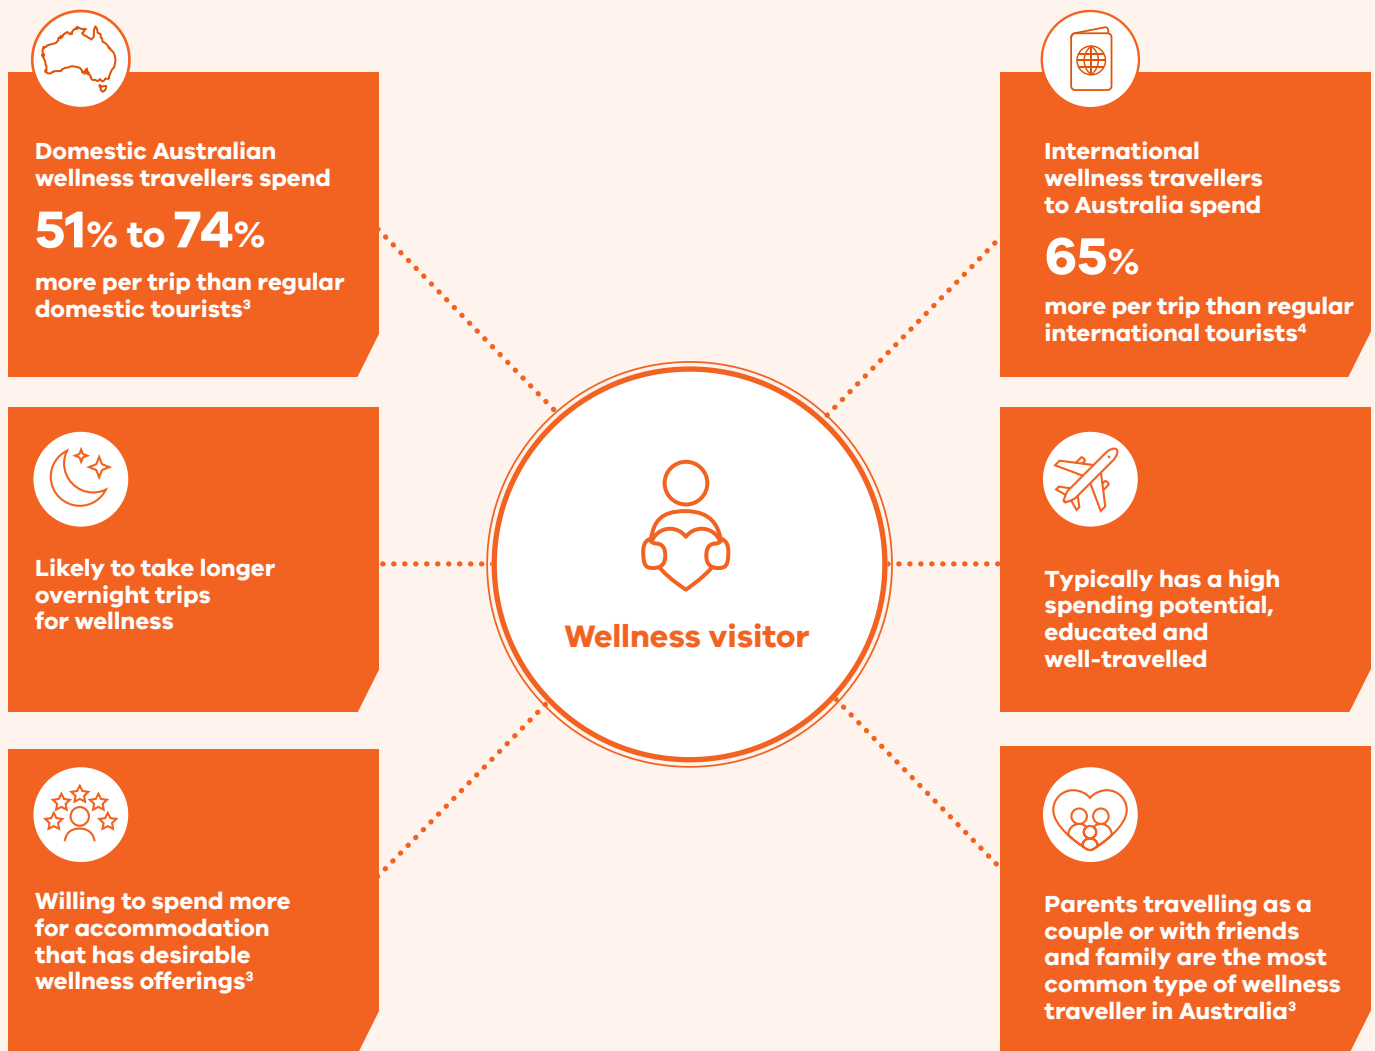 Domestic Australian
wellness travellers spend
51% to 74%
more per trip than regular
domestic tourists³
International
wellness travellers
to Australia spend
65%
more per trip than regular
international tourists⁴
Likely to take longer
overnight trips
for wellness
Wellness visitor
Typically has a high
spending potential,
educated and
well-travelled
Willing to spend more
for accommodation
that has desirable
wellness offerings³
Parents travelling as a
couple or with friends
and family are the most
common type of wellness
traveller in Australia³